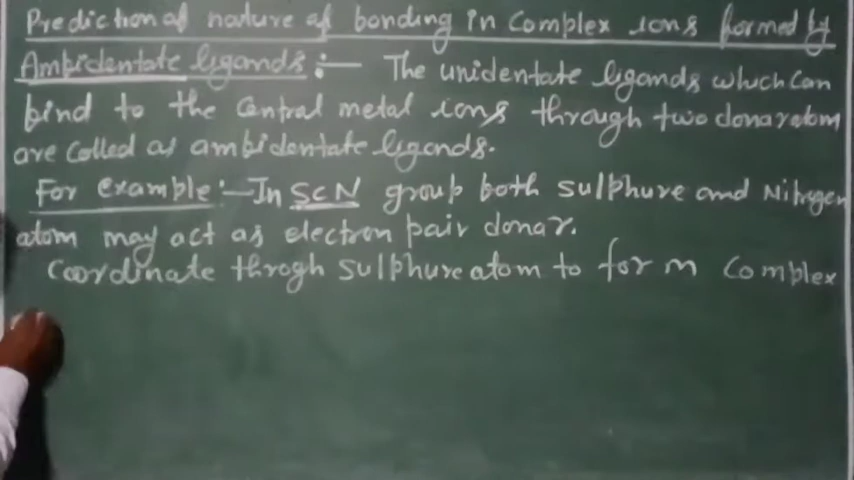 Prediction of nature of bonding in Complex ions formed by
Ambidentate ligands:— The unidentate ligands which can
bind to the Central metal ions through two donar atom
are Called as ambidentate ligands.
For example:—In SCN group both sulphure and Nitrogen
atom may act as electron pair donar.
Coordinate throgh sulphure atom to form Complex